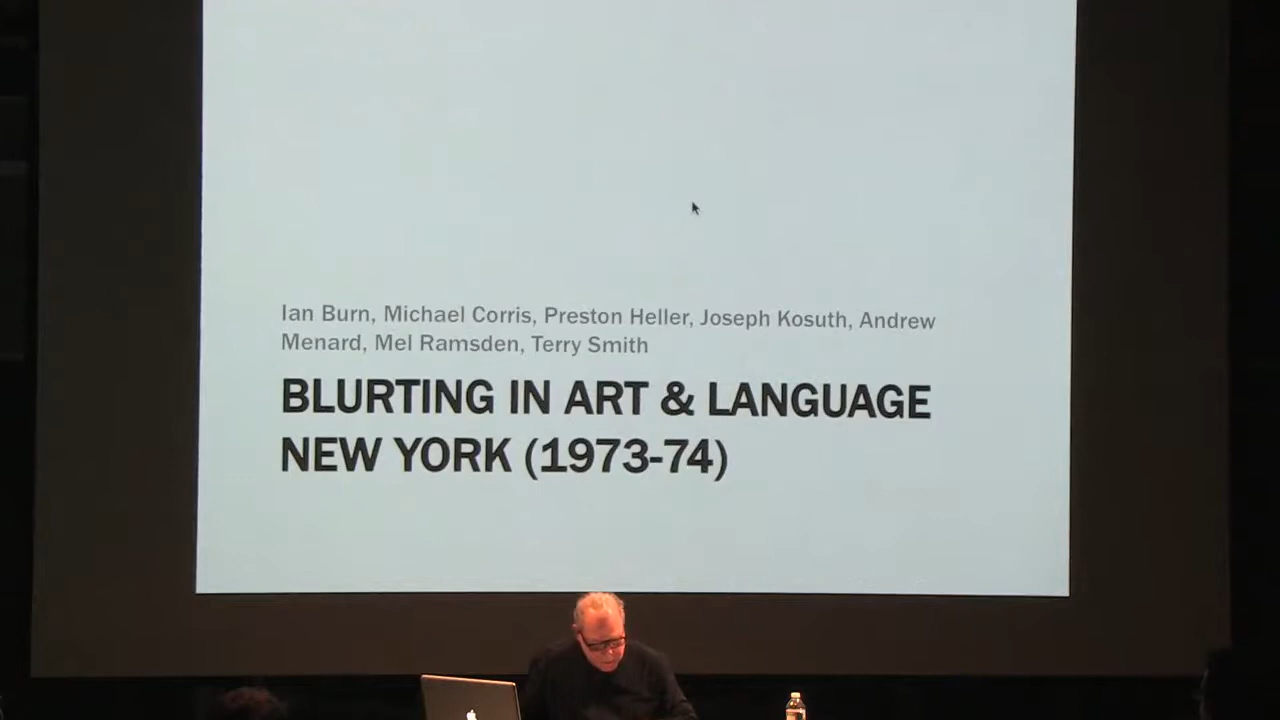 Ian Burn, Michael Corris, Preston Heller, Joseph Kosuth, Andrew
Menard, Mel Ramsden, Terry Smith
BLURTING IN ART & LANGUAGE
NEW YORK (1973-74)